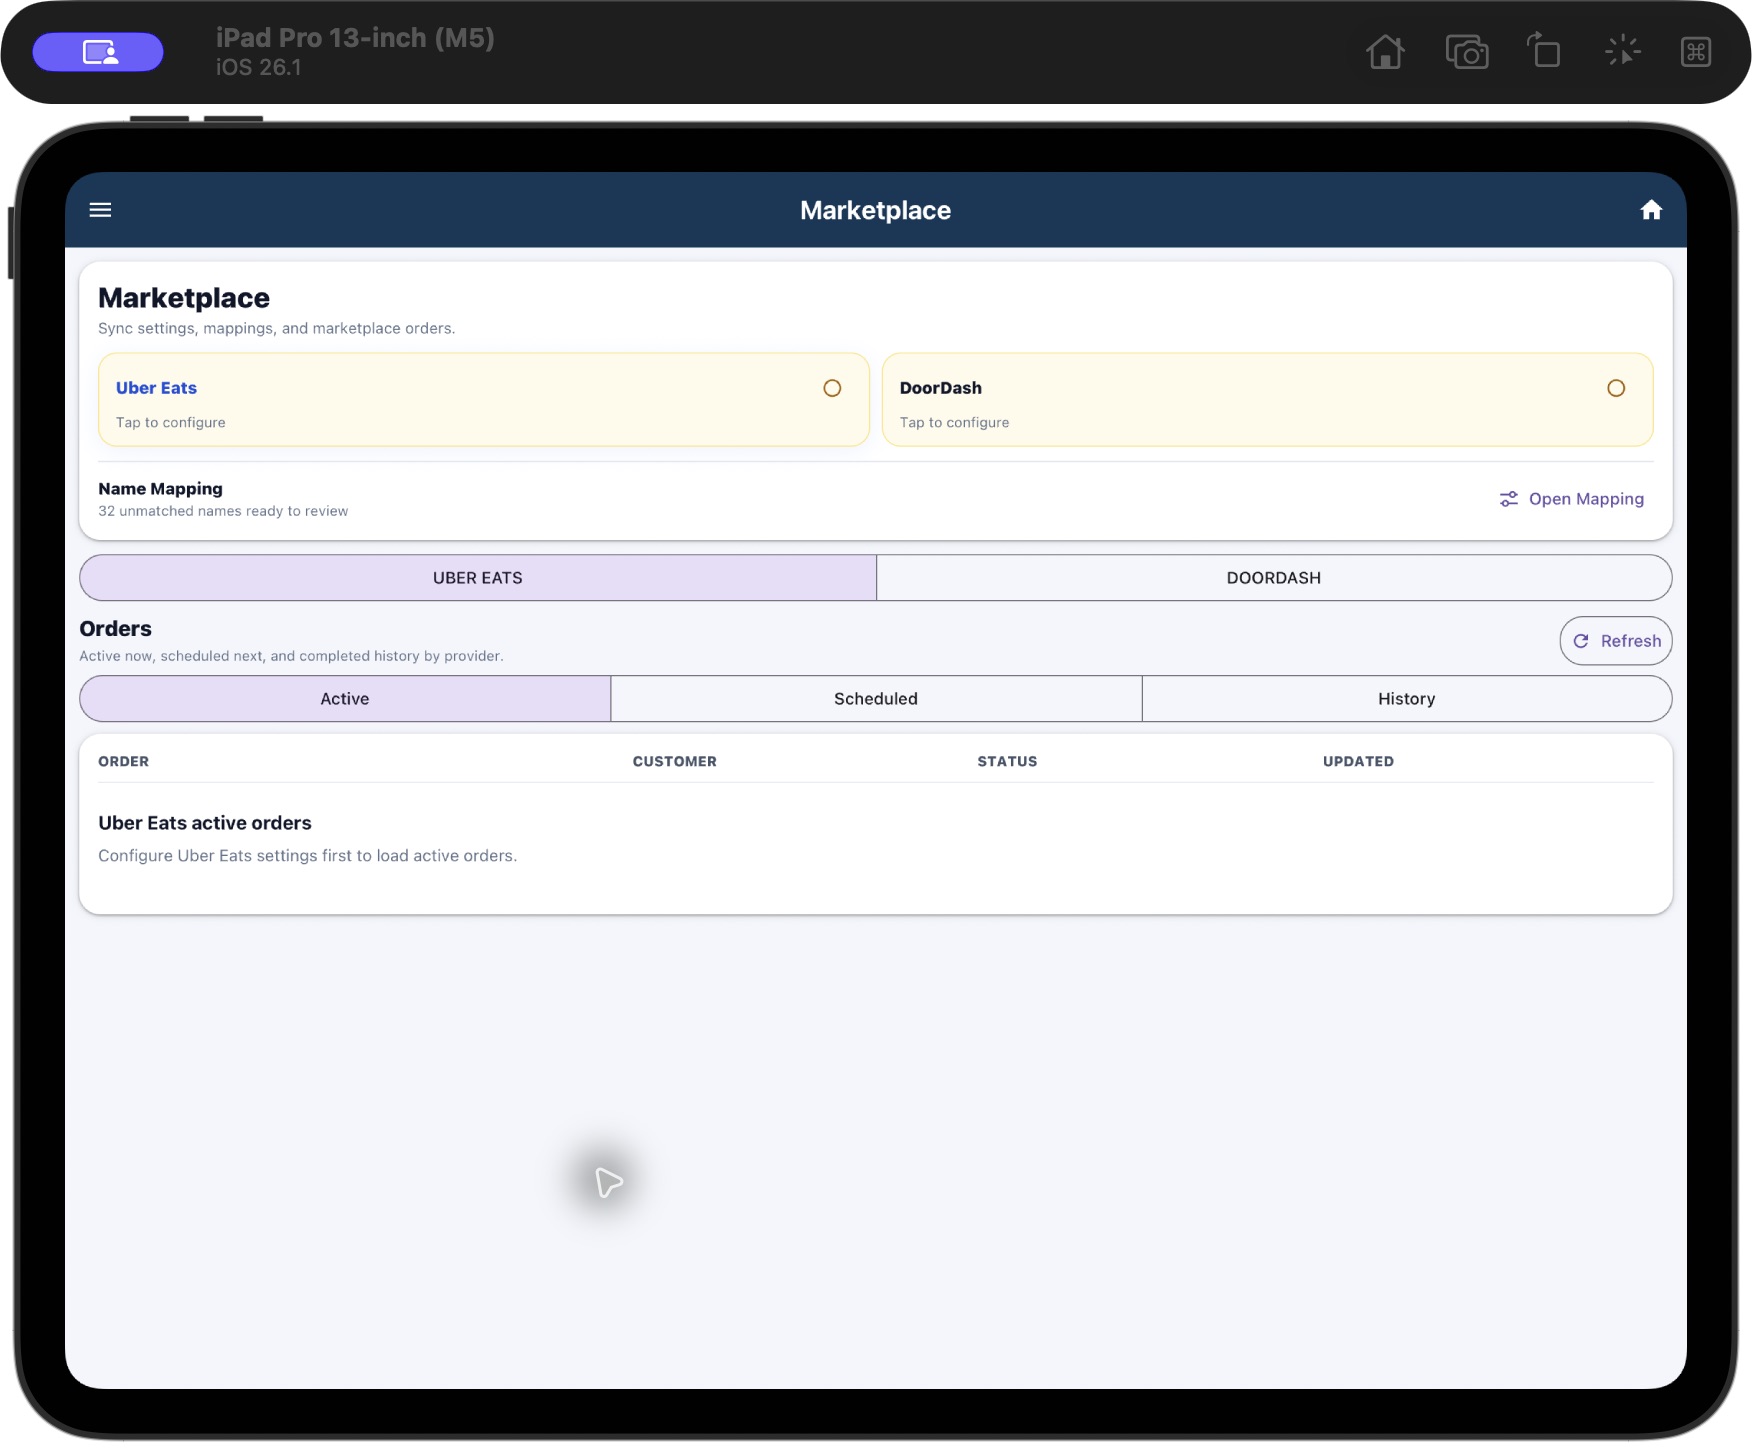 iPad Pro 13-inch (M5)
iOS 26.1
Marketplace
Marketplace
Sync settings, mappings, and marketplace orders.
Uber Eats
Tap to configure
DoorDash
Tap to configure
Name Mapping
32 unmatched names ready to review
Open Mapping
UBER EATS
DOORDASH
Orders
Active now, scheduled next, and completed history by provider.
Refresh
Active
Scheduled
History
ORDER
CUSTOMER
STATUS
UPDATED
Uber Eats active orders
Configure Uber Eats settings first to load active orders.